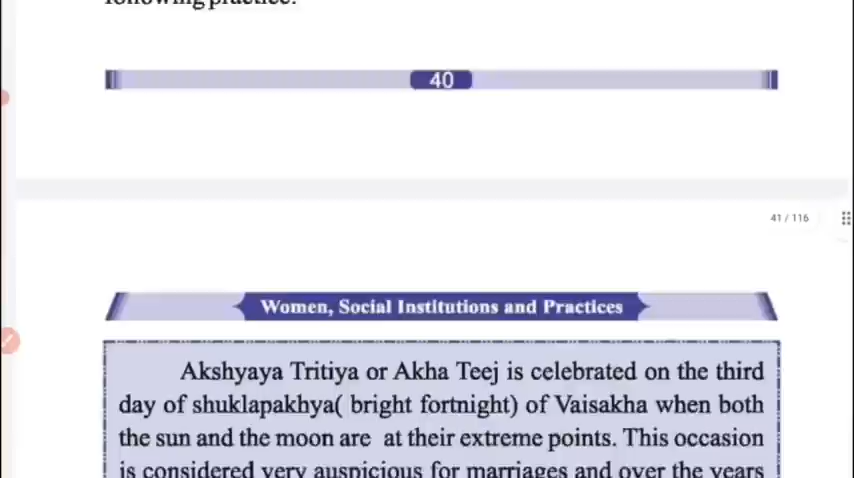 following practice.
40
41 / 116
Women, Social Institutions and Practices
Akshyaya Tritiya or Akha Teej is celebrated on the third
day of shuklapakhya( bright fortnight) of Vaisakha when both
the sun and the moon are at their extreme points. This occasion
is considered very auspicious for marriages and over the years